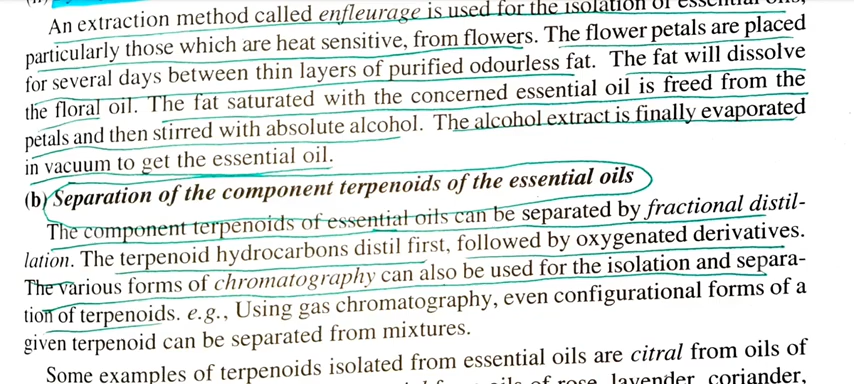 An extraction method called enfleurage is used for the isolation of essential oils,
particularly those which are heat sensitive, from flowers. The flower petals are placed
for several days between thin layers of purified odourless fat. The fat will dissolve
the floral oil. The fat saturated with the concerned essential oil is freed from the
petals and then stirred with absolute alcohol. The alcohol extract is finally evaporated
in vacuum to get the essential oil.
(b) Separation of the component terpenoids of the essential oils
The component terpenoids of essential oils can be separated by fractional distil-
lation. The terpenoid hydrocarbons distil first, followed by oxygenated derivatives.
The various forms of chromatography can also be used for the isolation and separa-
tion of terpenoids. e.g., Using gas chromatography, even configurational forms of a
given terpenoid can be separated from mixtures.
Some examples of terpenoids isolated from essential oils are citral from oils of
of rose, lavender, coriander,